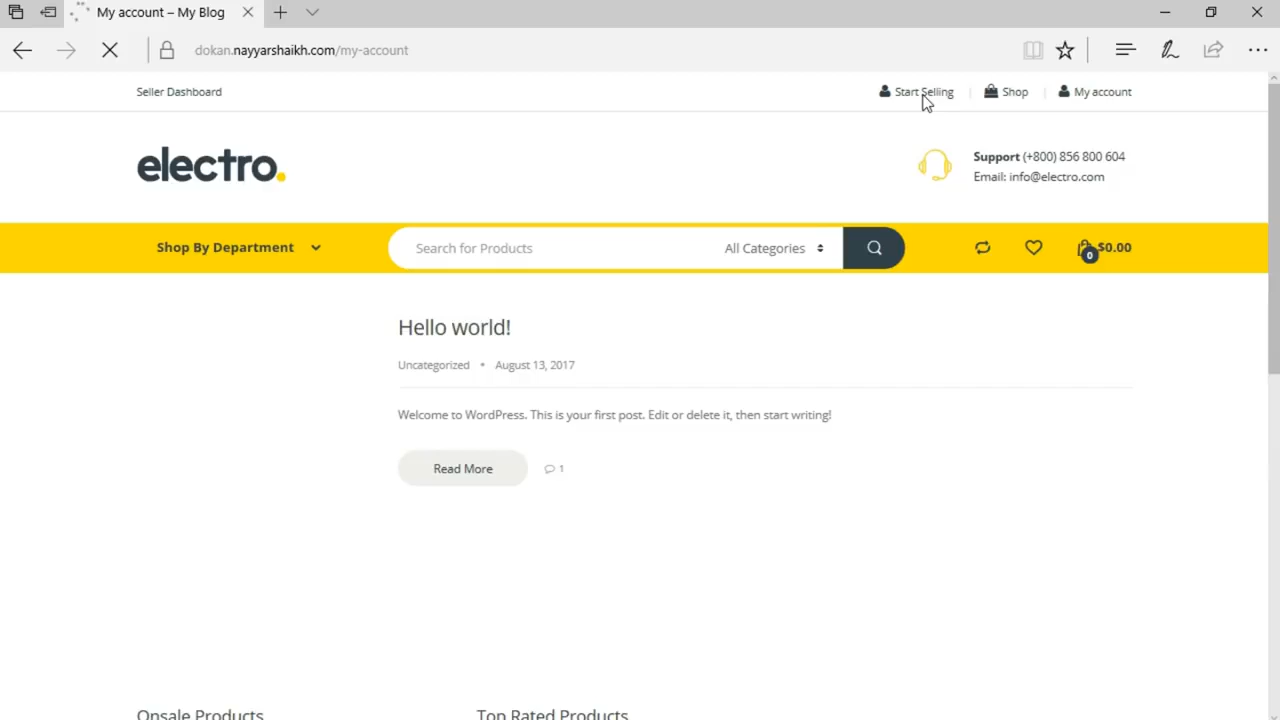 My account – My Blog
dokan.nayyarshaikh.com/my-account
Seller Dashboard
Start Selling
Shop
My account
electro.
Support (+800) 856 800 604
Email: info@electro.com
Shop By Department
Search for Products
All Categories
0
$0.00
Hello world!
Uncategorized • August 13, 2017
Welcome to WordPress. This is your first post. Edit or delete it, then start writing!
Read More
1
Onsale Products
Top Rated Products